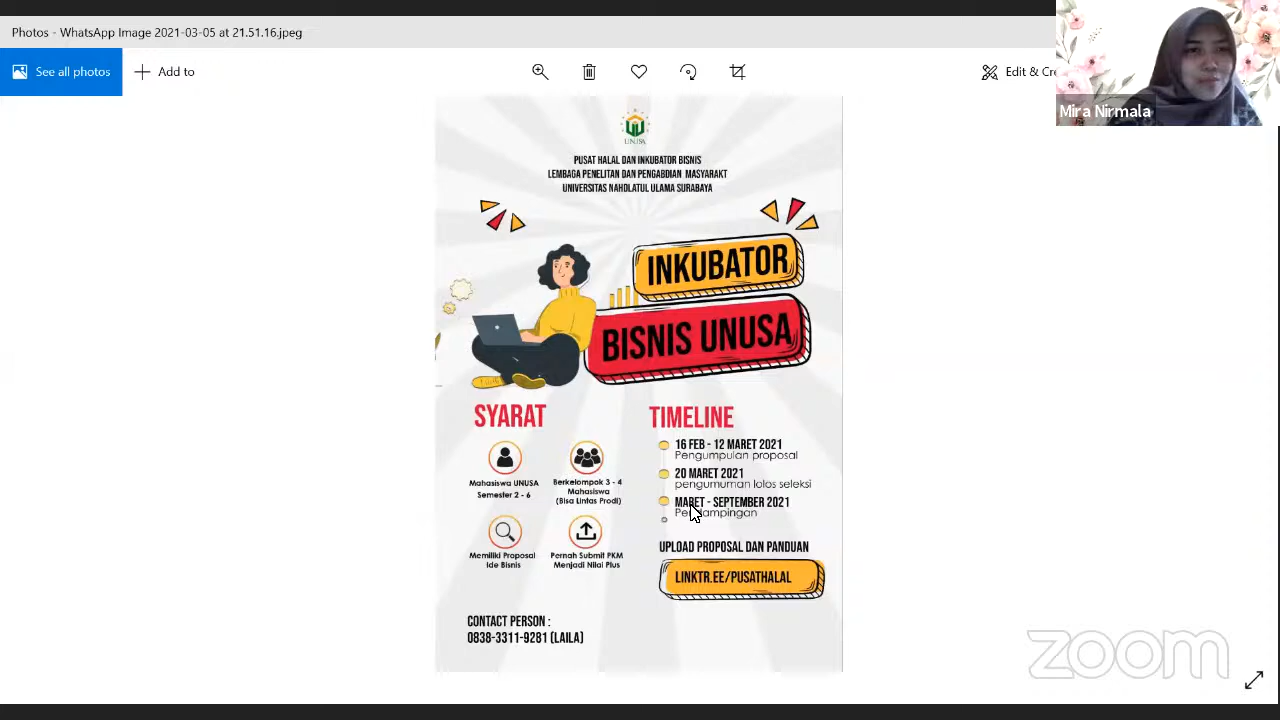 Photos - WhatsApp Image 2021-03-05 at 21.51.16.jpeg
See all photos
Add to
Edit & Cre
Mira Nirmala
UNUSA
PUSAT HALAL DAN INKUBATOR BISNIS
LEMBAGA PENELITAN DAN PENGABDIAN MASYARAKT
UNIVERSITAS NAHOLATUL ULAMA SURABAYA
INKUBATOR
BISNIS UNUSA
SYARAT
Mahasiswa UNUSA
Semester 2 - 6
Berkelompok 3 - 4
Mahasiswa
(Bisa Lintas Prodi)
Memiliki Proposal
Ide Bisnis
Pernah Submit PKM
Menjadi Nilai Plus
TIMELINE
16 FEB - 12 MARET 2021
Pengumpulan proposal
20 MARET 2021
pengumuman lolos seleksi
MARET - SEPTEMBER 2021
Pendampingan
UPLOAD PROPOSAL DAN PANDUAN
LINKTR.EE/PUSATHALAL
CONTACT PERSON :
0838-3311-9281 (LAILA)
zoom